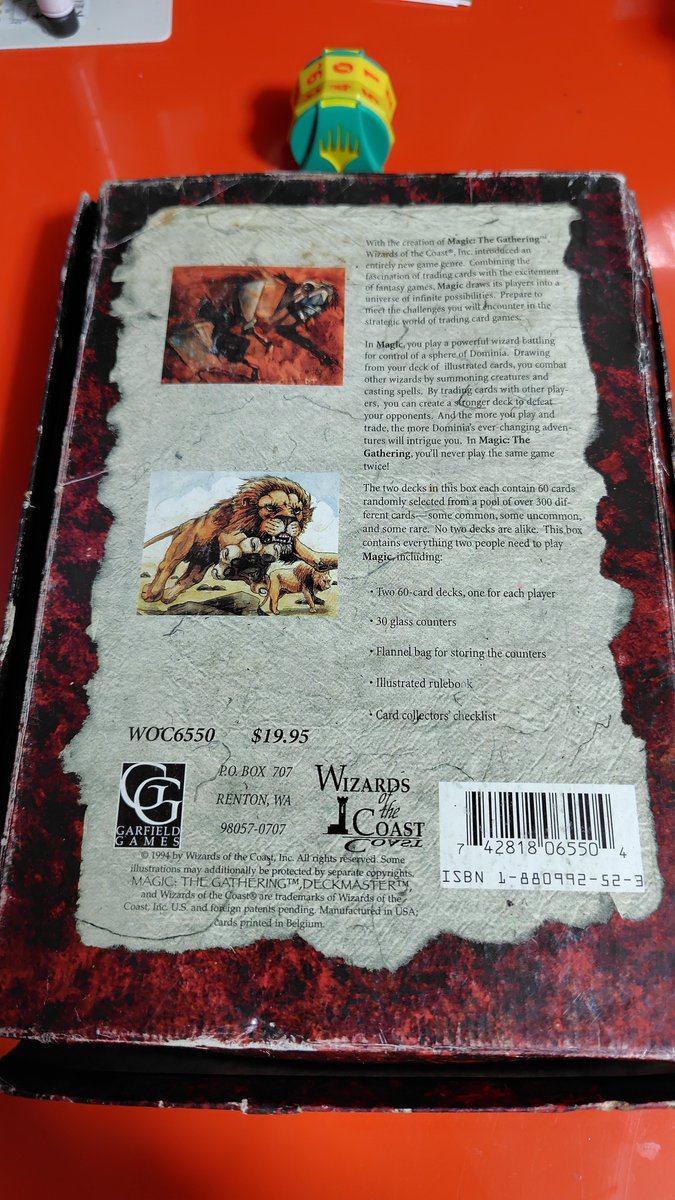 With the creation of Magic: The Gathering™,
Wizards of the Coast®, Inc. introduced an
entirely new game genre. Combining the
fascination of trading cards with the excitement
of fantasy games, Magic draws its players into a
universe of infinite possibilities. Prepare to
meet the challenges you will encounter in the
strategic world of trading card games.
In Magic, you play a powerful wizard battling
for control of a sphere of Dominia. Drawing
from your deck of illustrated cards, you combat
other wizards by summoning creatures and
casting spells. By trading cards with other play-
ers, you can create a stronger deck to defeat
your opponents. And the more you play and
trade, the more Dominia's ever changing adven-
tures will intrigue you. In Magic: The
Gathering, you'll never play the same game
twice!
The two decks in this box each contain 60 cards
randomly selected from a pool of over 300 dif-
ferent cards—some common, some uncommon,
and some rare. No two decks are alike. This box
contains everything two people need to play
Magic, including:
• Two 60-card decks, one for each player
• 30 glass counters
• Flannel bag for storing the counters
• Illustrated rulebook
• Card collectors' checklist
WOC6550 $19.95
GG
GARFIELD
GAMES
P.O. BOX 707
RENTON, WA
98057-0707
WIZARDS
of the
COAST
7 42818 06550 4
ISBN 1-880992-52-3
© 1994 by Wizards of the Coast, Inc. All rights reserved. Some
illustrations may additionally be protected by separate copyrights.
MAGIC: THE GATHERING™, DECKMASTER™,
and Wizards of the Coast® are trademarks of Wizards of the
Coast, Inc. U.S. and foreign patents pending. Manufactured in USA;
cards printed in Belgium.